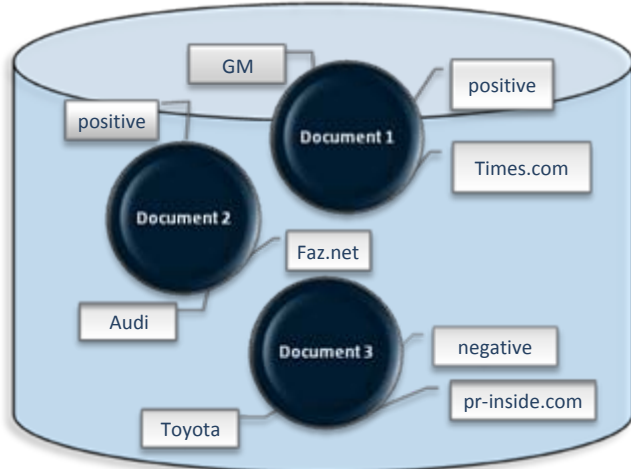 GM
positive
Document 1
positive
Times.com
Document 2
Faz.net
Audi
Document 3
negative
pr-inside.com
Toyota